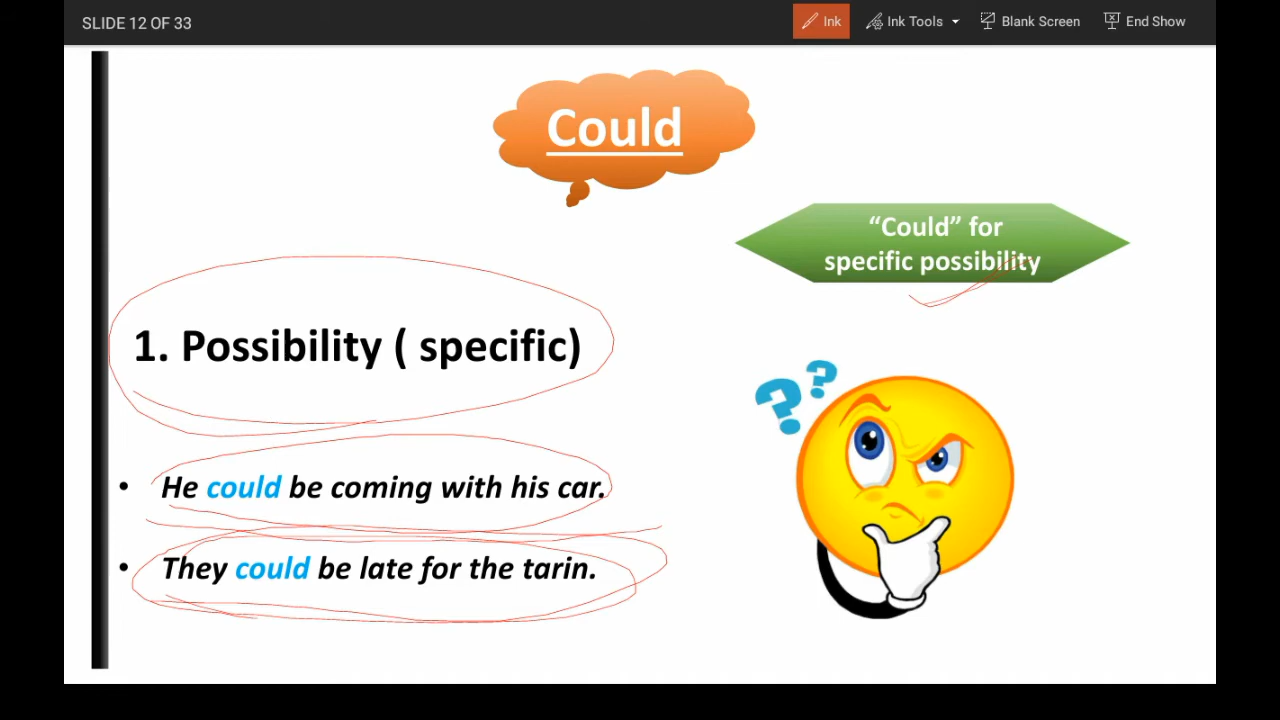 SLIDE 12 OF 33
Ink
Ink Tools
Blank Screen
End Show
Could
“Could” for
specific possibility
1. Possibility ( specific)
• He could be coming with his car.
• They could be late for the tarin.
? ?